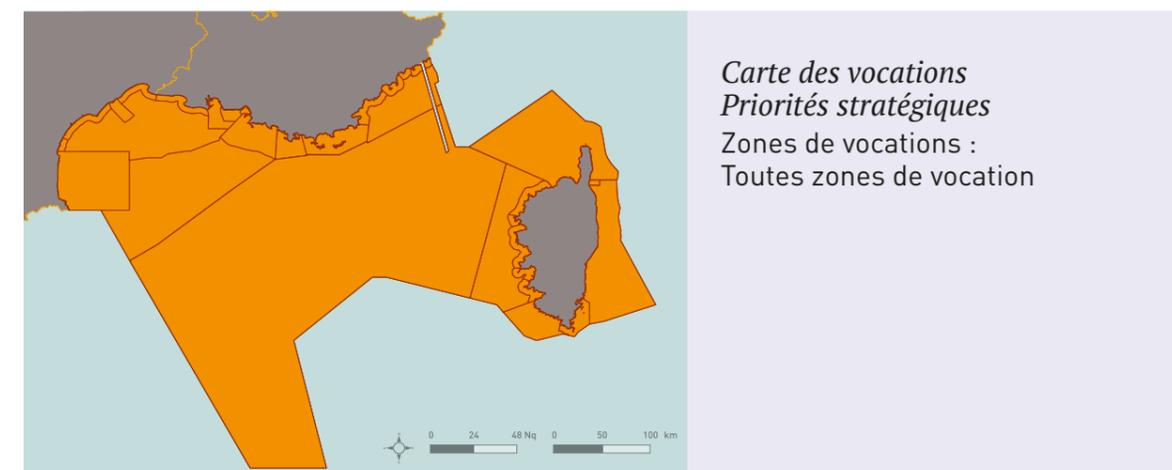 Carte des vocations
Priorités stratégiques
Zones de vocations :
Toutes zones de vocation
0 24 48 Nq 0 50 100 km